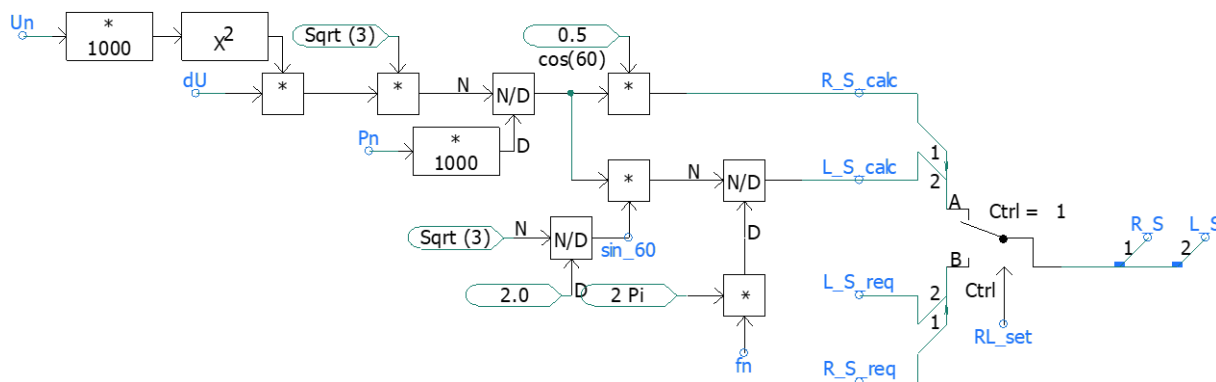 Un
*
1000
X2
Sqrt (3)
0.5
cos(60)
dU
*
*
N
N/D
*
R_S_calc
Pn
*
1000
D
1
*
N
N/D
L_S_calc
2
A
Ctrl = 1
R_S
L_S
Sqrt (3)
N
N/D
sin_60
D
1
2
B
2.0
D
2 Pi
*
L_S_req
2
Ctrl
1
RL_set
fn
R_S_req